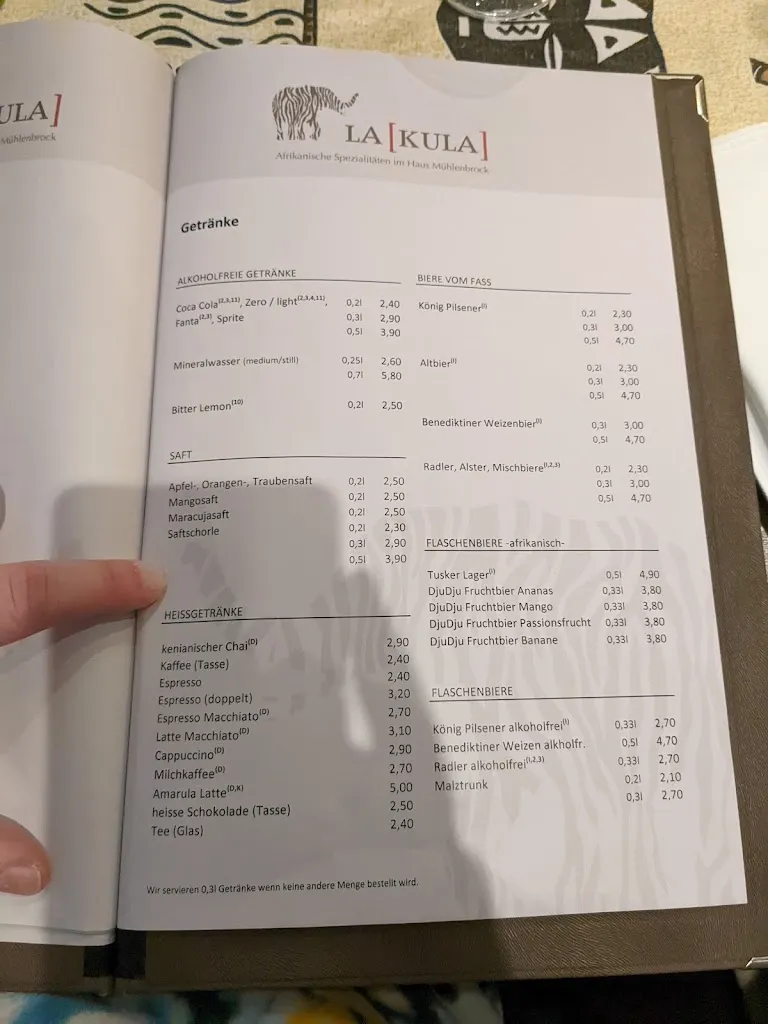 ULA]
Mühlenbrock
LA[KULA]
Afrikanische Spezialitäten im Haus Mühlenbrock
Getränke
ALKOHOLFREIE GETRÄNKE
Coca Cola(2,3,11), Zero / light(2,3,4,11), 0,2l 2,40
Fanta(2,3), Sprite 0,3l 2,90
0,5l 3,90
Mineralwasser (medium/still) 0,25l 2,60
0,7l 5,80
Bitter Lemon(10) 0,2l 2,50
SAFT
Apfel-, Orangen-, Traubensaft 0,2l 2,50
Mangosaft 0,2l 2,50
Maracujasaft 0,2l 2,50
Saftschorle 0,2l 2,30
0,3l 2,90
0,5l 3,90
HEISSGETRÄNKE
kenianischer Chai(D) 2,90
Kaffee (Tasse) 2,40
Espresso 2,40
Espresso (doppelt) 3,20
Espresso Macchiato(D) 2,70
Latte Macchiato(D) 3,10
Cappuccino(D) 2,90
Milchkaffee(D) 2,70
Amarula Latte(D,K) 5,00
heisse Schokolade (Tasse) 2,50
Tee (Glas) 2,40
BIERE VOM FASS
König Pilsener(I) 0,2l 2,30
0,3l 3,00
0,5l 4,70
Altbier(I) 0,2l 2,30
0,3l 3,00
0,5l 4,70
Benediktiner Weizenbier(I) 0,3l 3,00
0,5l 4,70
Radler, Alster, Mischbiere(I,2,3) 0,2l 2,30
0,3l 3,00
0,5l 4,70
FLASCHENBIERE -afrikanisch-
Tusker Lager(I) 0,5l 4,90
DjuDju Fruchtbier Ananas 0,33l 3,80
DjuDju Fruchtbier Mango 0,33l 3,80
DjuDju Fruchtbier Passionsfrucht 0,33l 3,80
DjuDju Fruchtbier Banane 0,33l 3,80
FLASCHENBIERE
König Pilsener alkoholfrei(I) 0,33l 2,70
Benediktiner Weizen alkholfr. 0,5l 4,70
Radler alkoholfrei(I,2,3) 0,33l 2,70
Malztrunk 0,2l 2,10
0,3l 2,70
Wir servieren 0,3l Getränke wenn keine andere Menge bestellt wird.